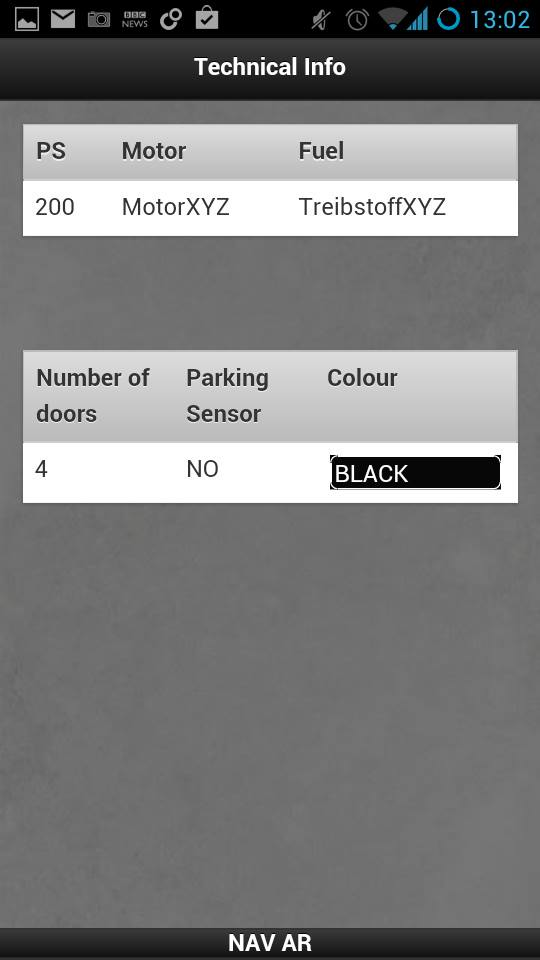 BBC
NEWS
13:02
Technical Info
PS Motor Fuel
200 MotorXYZ TreibstoffXYZ
Number of doors Parking Sensor Colour
4 NO BLACK
NAV AR